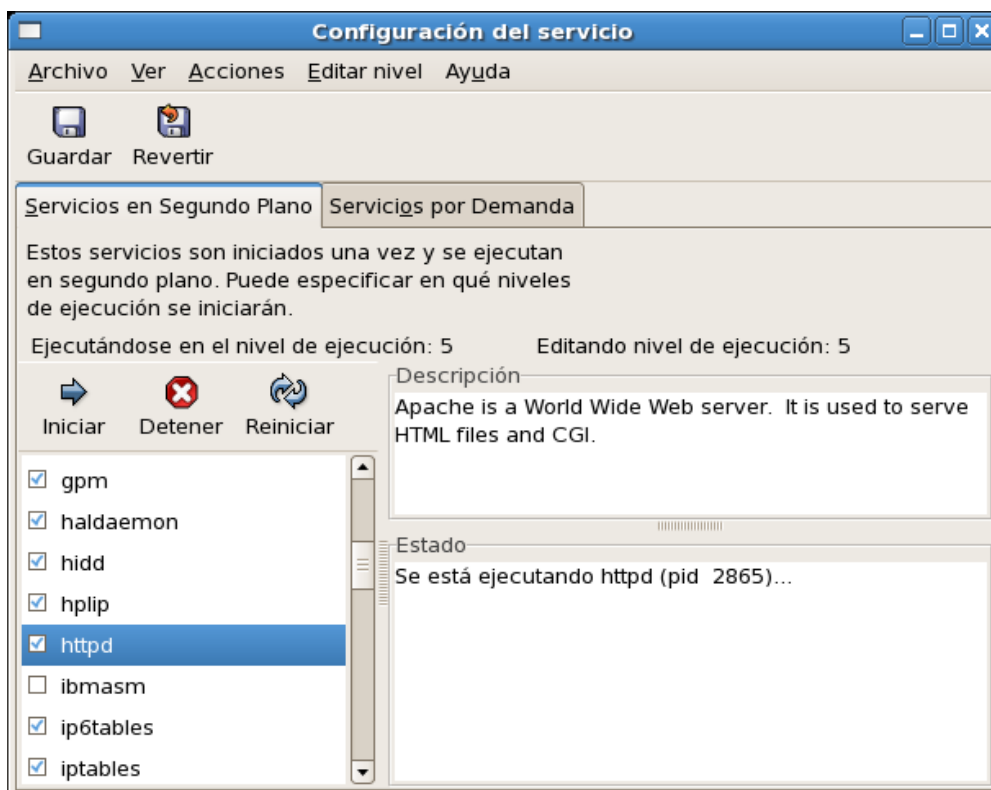 Configuración del servicio
Archivo Ver Acciones Editar nivel Ayuda
Guardar Revertir
Servicios en Segundo Plano Servicios por Demanda
Estos servicios son iniciados una vez y se ejecutan
en segundo plano. Puede especificar en qué niveles
de ejecución se iniciarán.
Ejecutándose en el nivel de ejecución: 5 Editando nivel de ejecución: 5
Iniciar Detener Reiniciar
gpm
haldaemon
hidd
hplip
httpd
ibmasm
ip6tables
iptables
Descripción
Apache is a World Wide Web server. It is used to serve
HTML files and CGI.
Estado
Se está ejecutando httpd (pid 2865)...